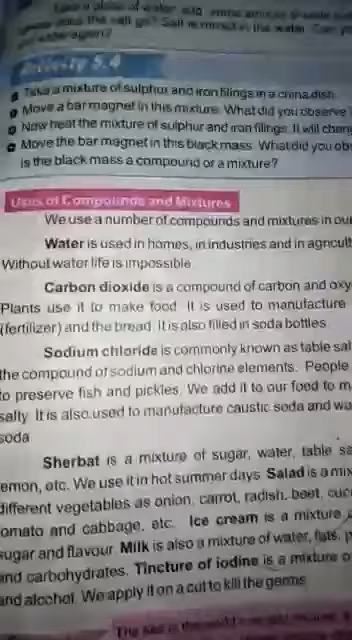 Take a glass of water add
salt go? Salt is mixed in the water. Can yo
again?
Activity 5.4
Take a mixture of sulphur and iron filings in a china dish.
Move a bar magnet in this mixture. What did you observe
Now heat the mixture of sulphur and iron filings. It will chan
Move the bar magnet in this black mass. What did you ob
is the black mass a compound or a mixture?
Uses of Compounds and Mixtures
We use a number of compounds and mixtures in our
Water is used in homes, in industries and in agricult
Without water life is impossible.
Carbon dioxide is a compound of carbon and oxy
Plants use it to make food. It is used to manufacture
(fertilizer) and the bread. It is also filled in soda bottles.
Sodium chloride is commonly known as table sal
the compound of sodium and chlorine elements. People
to preserve fish and pickles. We add it to our food to m
salty. It is also used to manufacture caustic soda and wa
soda.
Sherbat is a mixture of sugar, water, table sa
emon, etc. We use it in hot summer days. Salad is a mix
different vegetables as onion, carrot, radish, beet, cuc
omato and cabbage, etc. Ice cream is a mixture
sugar and flavour. Milk is also a mixture of water, fats, p
and carbohydrates. Tincture of iodine is a mixture o
and alcohol. We apply it on a cut to kill the germs.